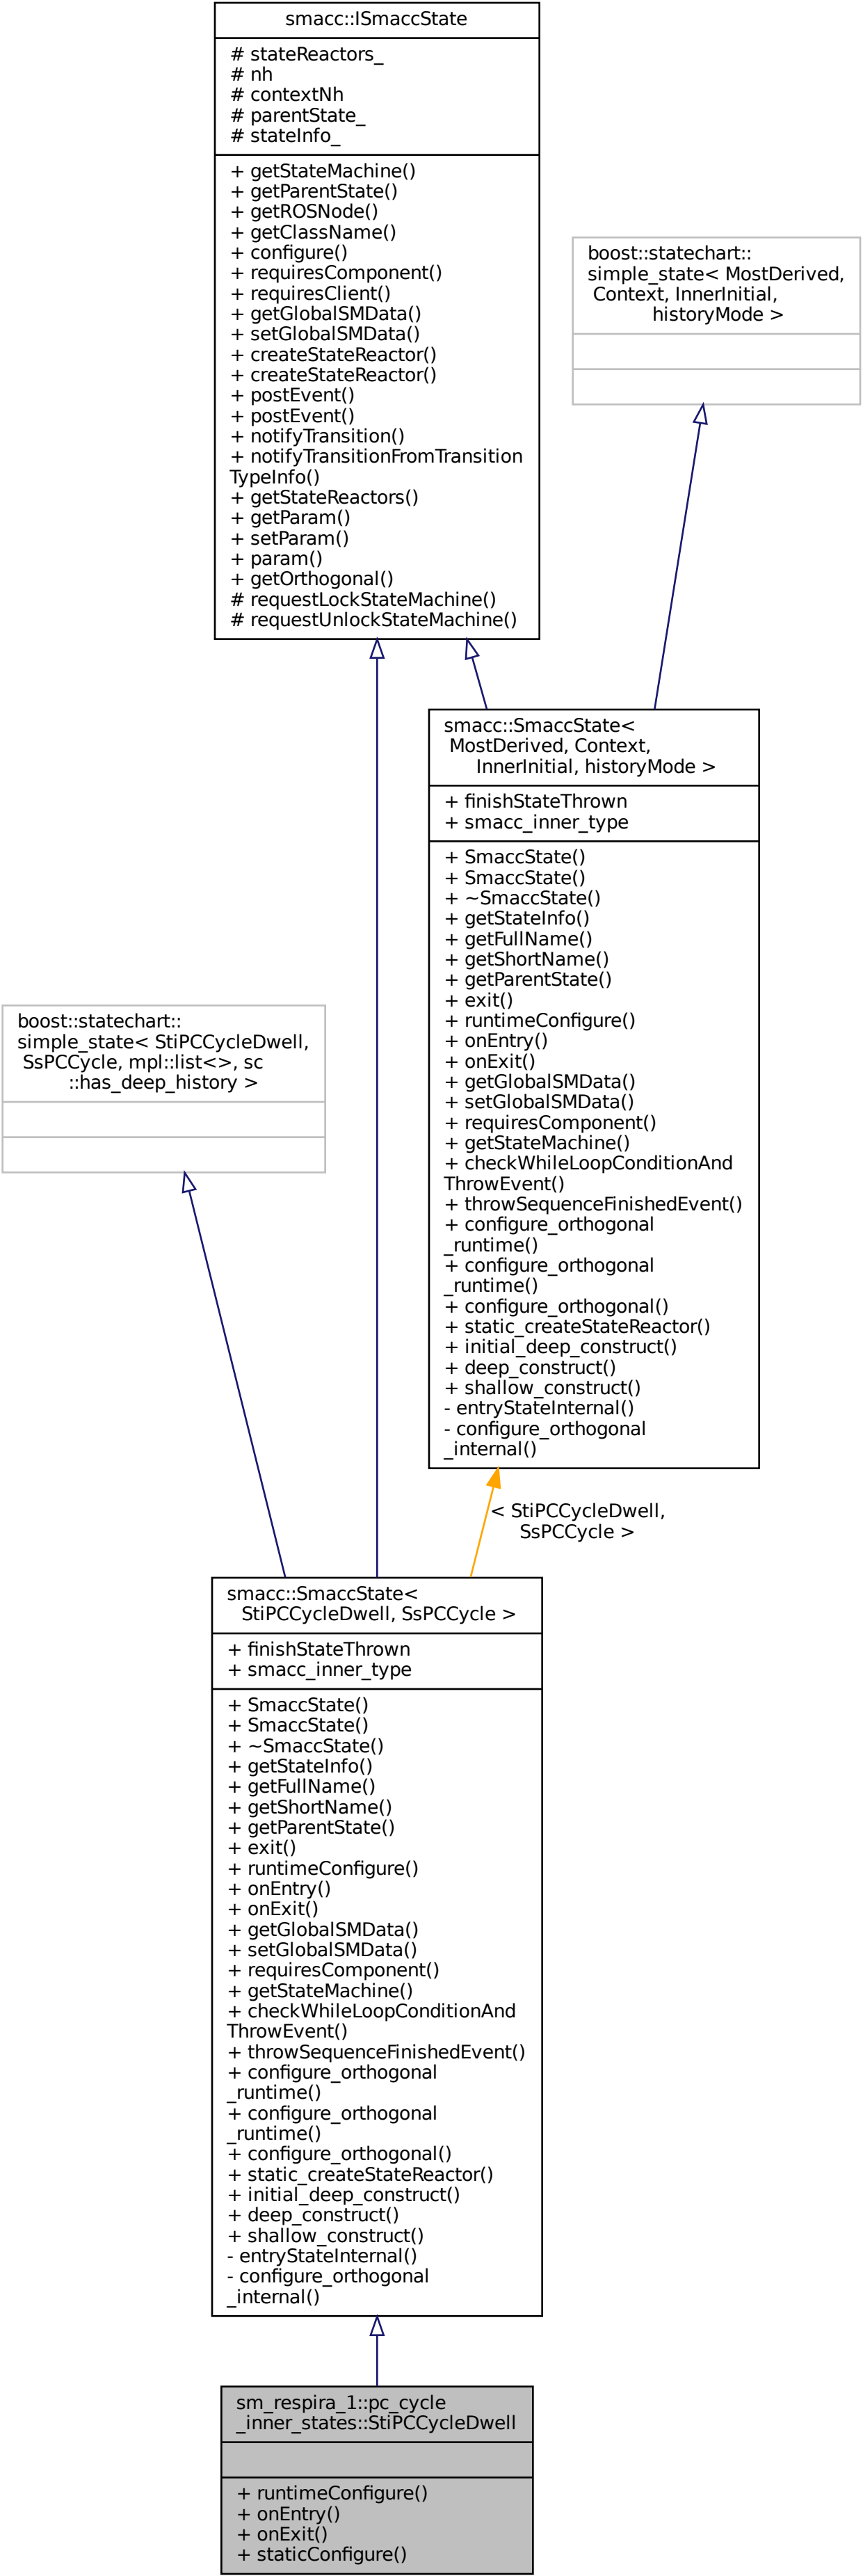 smacc::ISmaccState
# stateReactors_
# nh
# contextNh
# parentState_
# stateInfo_
+ getStateMachine()
+ getParentState()
+ getROSNode()
+ getClassName()
+ configure()
+ requiresComponent()
+ requiresClient()
+ getGlobalSMData()
+ setGlobalSMData()
+ createStateReactor()
+ createStateReactor()
+ postEvent()
+ postEvent()
+ notifyTransition()
+ notifyTransitionFromTransition
TypeInfo()
+ getStateReactors()
+ getParam()
+ setParam()
+ param()
+ getOrthogonal()
# requestLockStateMachine()
# requestUnlockStateMachine()
boost::statechart::
simple_state< MostDerived,
Context, InnerInitial,
historyMode >
smacc::SmaccState<
MostDerived, Context,
InnerInitial, historyMode >
+ finishStateThrown
+ smacc_inner_type
+ SmaccState()
+ SmaccState()
+ ~SmaccState()
+ getStateInfo()
+ getFullName()
+ getShortName()
+ getParentState()
+ exit()
+ runtimeConfigure()
+ onEntry()
+ onExit()
+ getGlobalSMData()
+ setGlobalSMData()
+ requiresComponent()
+ getStateMachine()
+ checkWhileLoopConditionAnd
ThrowEvent()
+ throwSequenceFinishedEvent()
+ configure_orthogonal
_runtime()
+ configure_orthogonal
_runtime()
+ configure_orthogonal()
+ static_createStateReactor()
+ initial_deep_construct()
+ deep_construct()
+ shallow_construct()
- entryStateInternal()
- configure_orthogonal
_internal()
boost::statechart::
simple_state< StiPCCycleDwell,
SsPCCycle, mpl::list<>, sc
::has_deep_history >
< StiPCCycleDwell,
SsPCCycle >
smacc::SmaccState<
StiPCCycleDwell, SsPCCycle >
+ finishStateThrown
+ smacc_inner_type
+ SmaccState()
+ SmaccState()
+ ~SmaccState()
+ getStateInfo()
+ getFullName()
+ getShortName()
+ getParentState()
+ exit()
+ runtimeConfigure()
+ onEntry()
+ onExit()
+ getGlobalSMData()
+ setGlobalSMData()
+ requiresComponent()
+ getStateMachine()
+ checkWhileLoopConditionAnd
ThrowEvent()
+ throwSequenceFinishedEvent()
+ configure_orthogonal
_runtime()
+ configure_orthogonal
_runtime()
+ configure_orthogonal()
+ static_createStateReactor()
+ initial_deep_construct()
+ deep_construct()
+ shallow_construct()
- entryStateInternal()
- configure_orthogonal
_internal()
sm_respira_1::pc_cycle
_inner_states::StiPCCycleDwell
+ runtimeConfigure()
+ onEntry()
+ onExit()
+ staticConfigure()